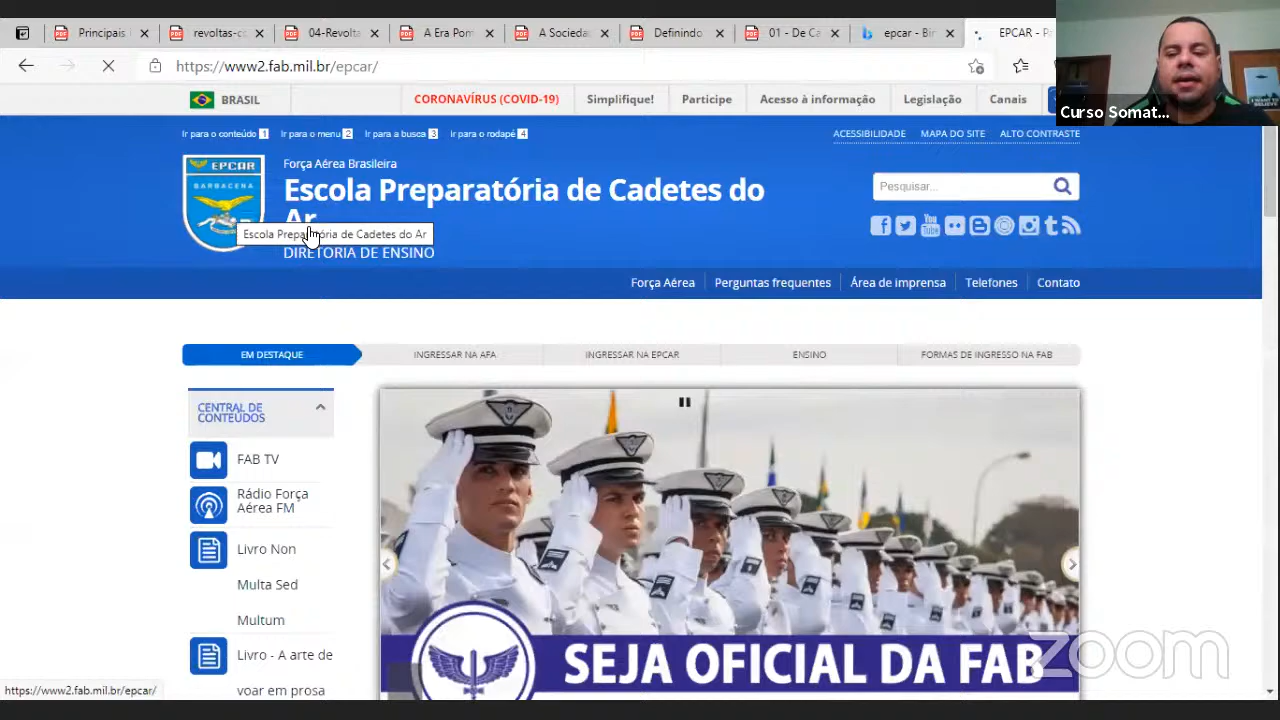 Principais
revoltas-co
04-Revolta
A Era Pom
A Sociedad
Definindo
01 - De Ca
epcar - Bir
EPCAR - Pa
https://www2.fab.mil.br/epcar/
Curso Somat...
BRASIL
CORONAVÍRUS (COVID-19)
Simplifique!
Participe
Acesso à informação
Legislação
Canais
Ir para o conteúdo 1
Ir para o menu 2
Ir para a busca 3
Ir para o rodapé 4
ACESSIBILIDADE
MAPA DO SITE
ALTO CONTRASTE
EPCAR
BARBACENA
Força Aérea Brasileira
Escola Preparatória de Cadetes do
Ar
Escola Preparatória de Cadetes do Ar
DIRETORIA DE ENSINO
Pesquisar...
You
Tube
Força Aérea
Perguntas frequentes
Área de imprensa
Telefones
Contato
EM DESTAQUE
INGRESSAR NA AFA
INGRESSAR NA EPCAR
ENSINO
FORMAS DE INGRESSO NA FAB
CENTRAL DE
CONTEÚDOS
FAB TV
Rádio Força
Aérea FM
Livro Non
Multa Sed
Multum
Livro - A arte de
voar em prosa
SEJA OFICIAL DA FAB
zoom
https://www2.fab.mil.br/epcar/